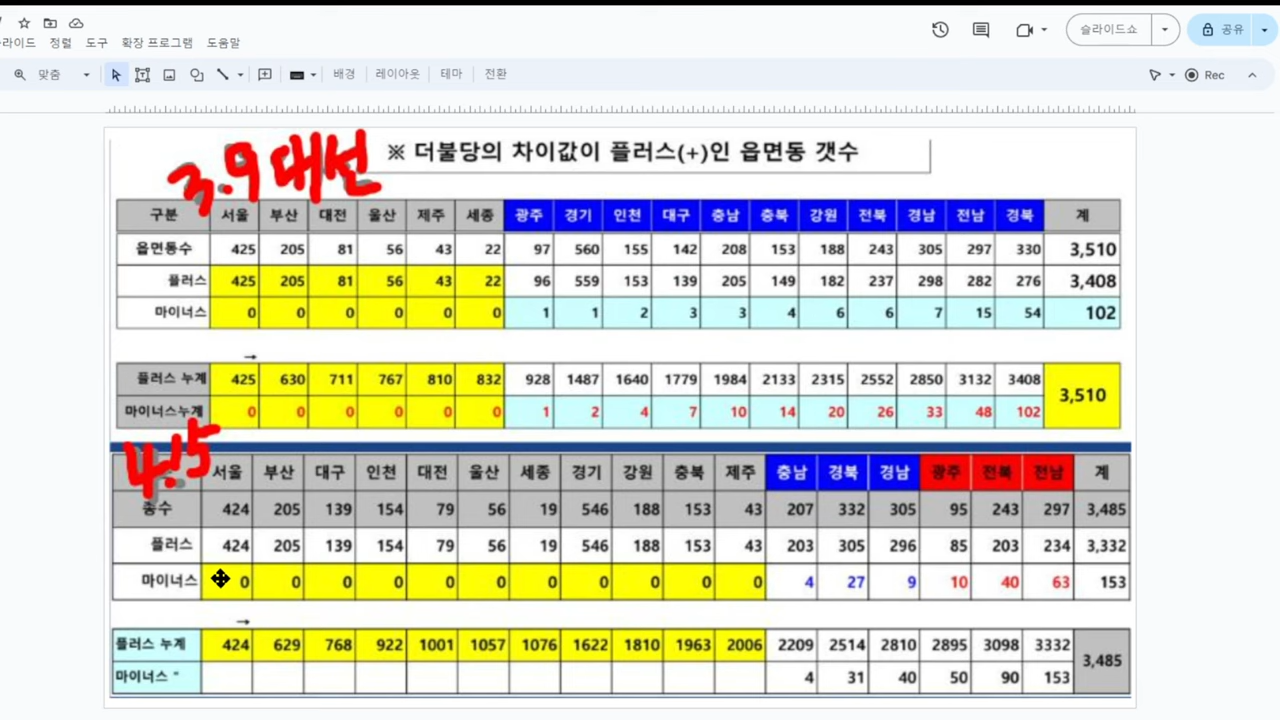 라이드 정렬 도구 확장 프로그램 도움말
슬라이드쇼
공유
맞춤
배경 레이아웃 테마 전환
Rec
3.9 대선
※ 더불당의 차이값이 플러스(+)인 읍면동 갯수
구분 서울 부산 대전 울산 제주 세종 광주 경기 인천 대구 충남 충북 강원 전북 경남 전남 경북 계
읍면동수 425 205 81 56 43 22 97 560 155 142 208 153 188 243 305 297 330 3,510
플러스 425 205 81 56 43 22 96 559 153 139 205 149 182 237 298 282 276 3,408
마이너스 0 0 0 0 0 0 1 1 2 3 3 4 6 6 7 15 54 102
→
플러스 누계 425 630 711 767 810 832 928 1487 1640 1779 1984 2133 2315 2552 2850 3132 3408 3,510
마이너스누계 0 0 0 0 0 0 1 2 4 7 10 14 20 26 33 48 102
4.15
서울 부산 대구 인천 대전 울산 세종 경기 강원 충북 제주 충남 경북 경남 광주 전북 전남 계
총수 424 205 139 154 79 56 19 546 188 153 43 207 332 305 95 243 297 3,485
플러스 424 205 139 154 79 56 19 546 188 153 43 203 305 296 85 203 234 3,332
마이너스 0 0 0 0 0 0 0 0 0 0 0 4 27 9 10 40 63 153
→
플러스 누계 424 629 768 922 1001 1057 1076 1622 1810 1963 2006 2209 2514 2810 2895 3098 3332 3,485
마이너스 " 4 31 40 50 90 153